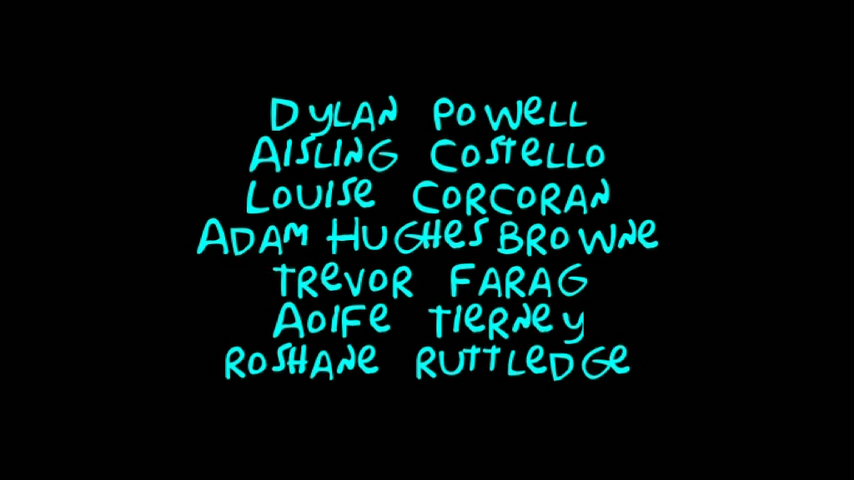 Dylan Powell
Aisling Costello
Louise Corcoran
Adam Hughes Browne
Trevor Farag
Aoife Tierney
Roshane Ruttledge